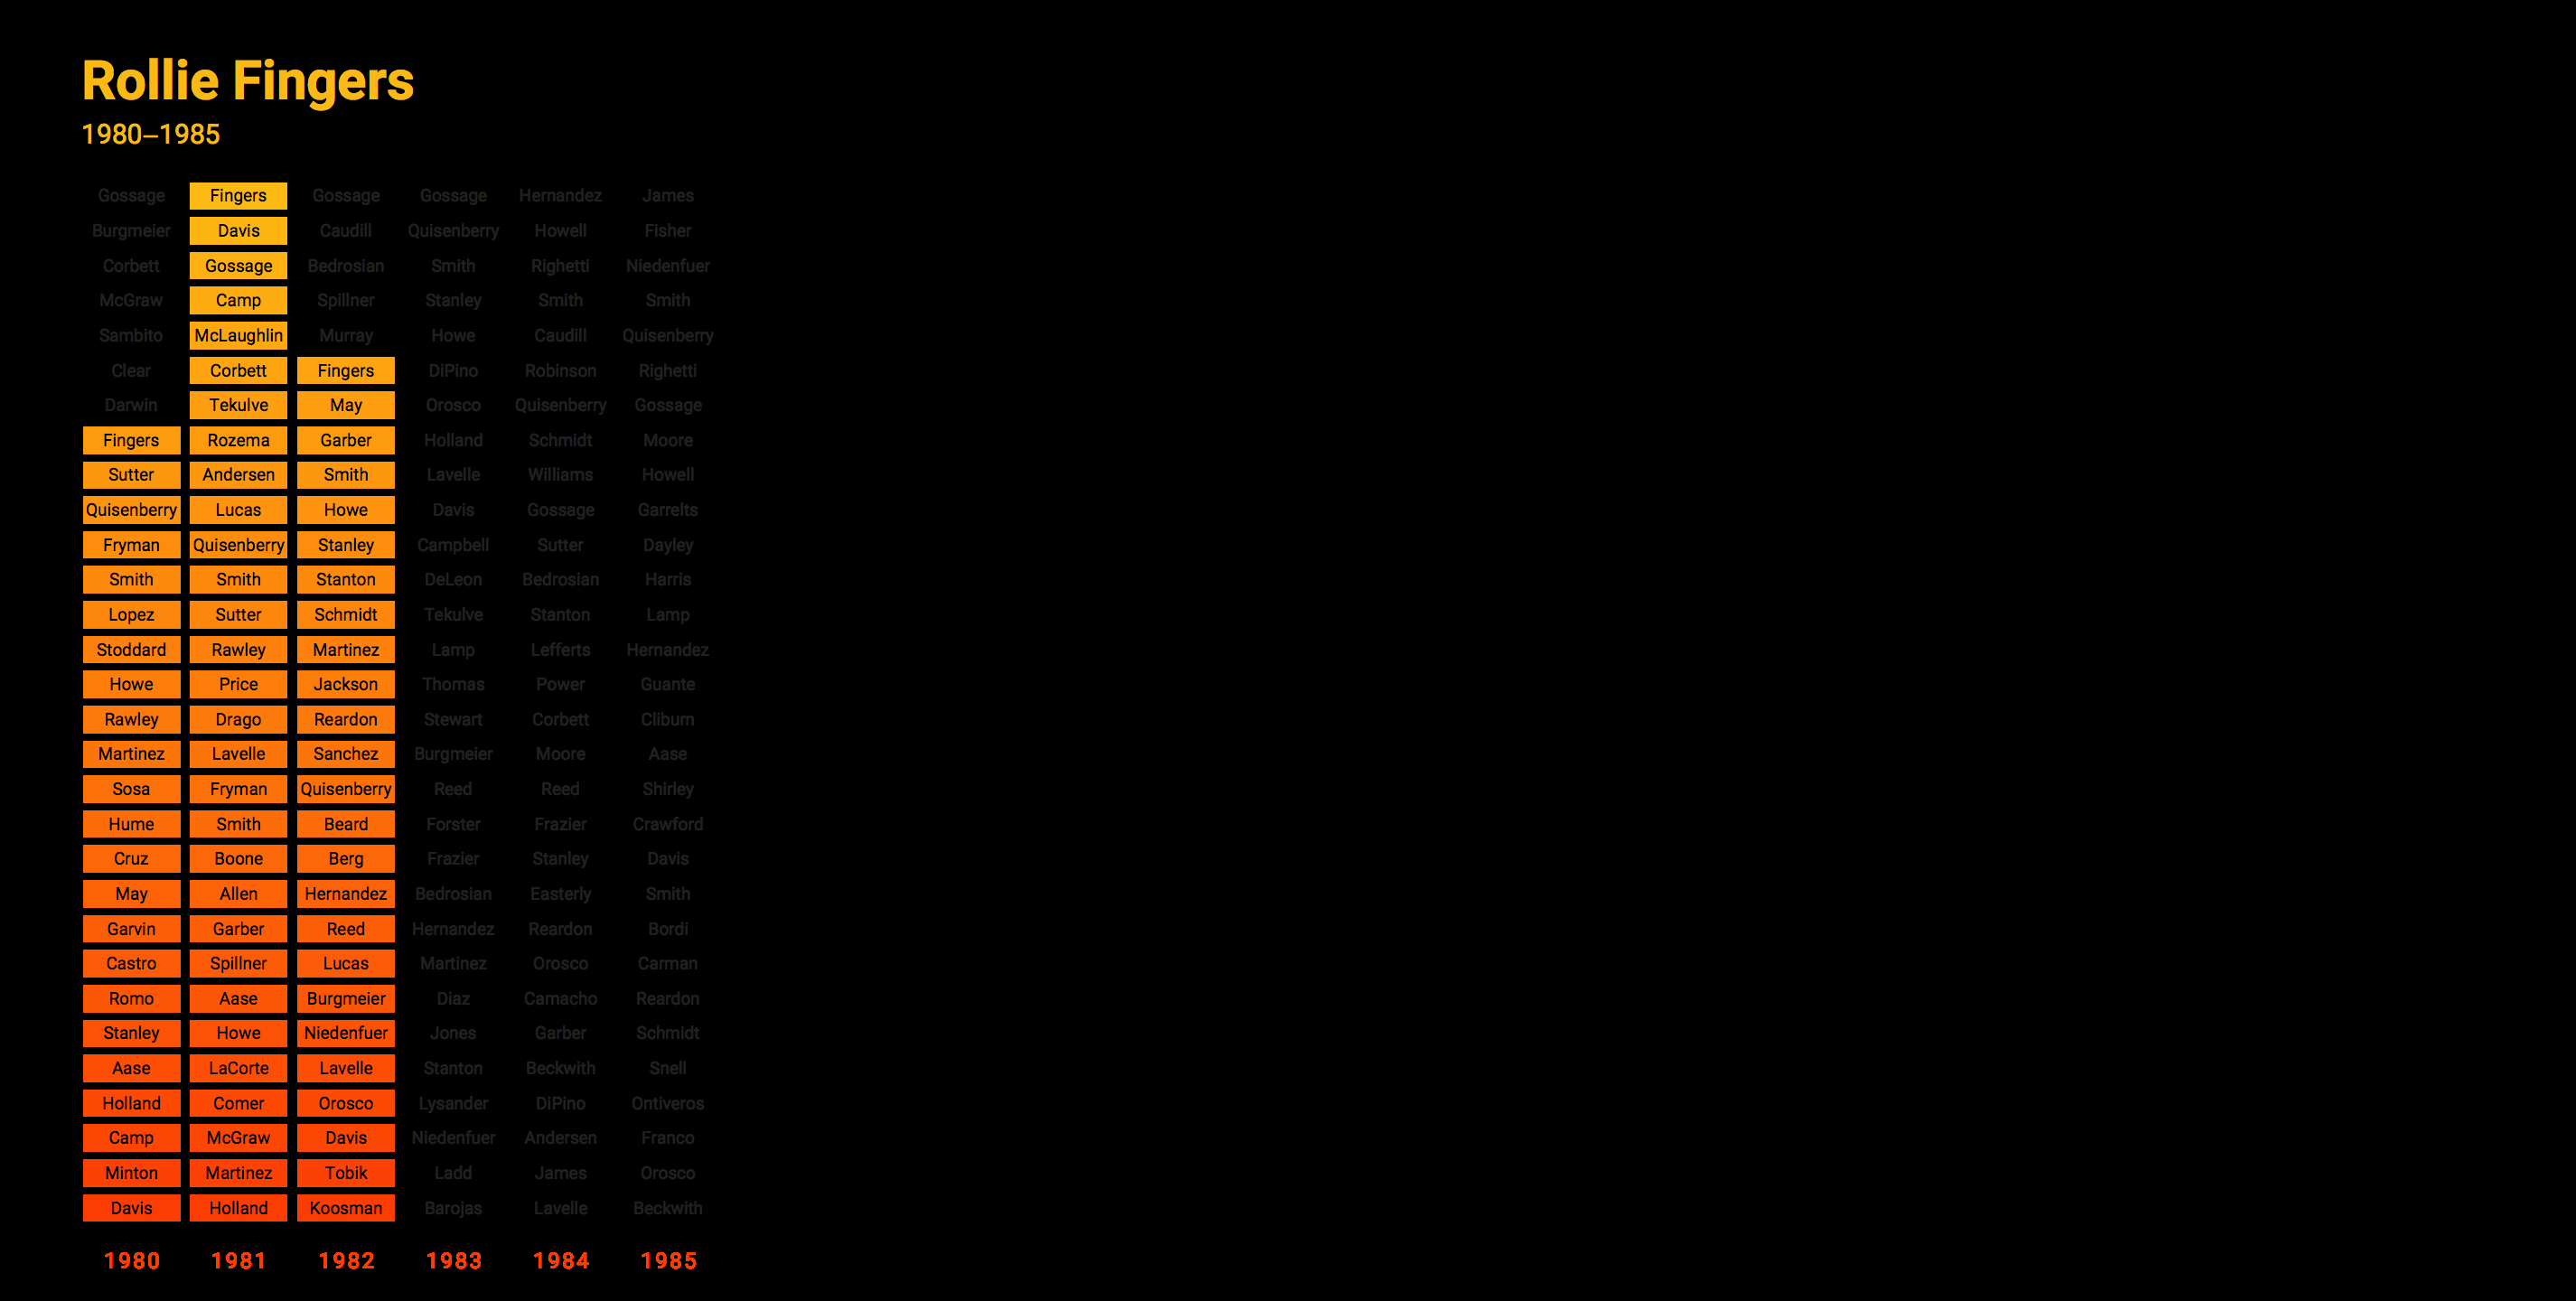 Rollie Fingers
1980–1985
Gossage Fingers Gossage Gossage Hernandez James
Burgmeier Davis Caudill Quisenberry Howell Fisher
Corbett Gossage Bedrosian Smith Righetti Niedenfuer
McGraw Camp Spillner Stanley Smith Smith
Sambito McLaughlin Murray Howe Caudill Quisenberry
Clear Corbett Fingers DiPino Robinson Righetti
Darwin Tekulve May Orosco Quisenberry Gossage
Fingers Rozema Garber Holland Schmidt Moore
Sutter Andersen Smith Lavelle Williams Howell
Quisenberry Lucas Howe Davis Gossage Garrelts
Fryman Quisenberry Stanley Campbell Sutter Dayley
Smith Smith Stanton DeLeon Bedrosian Harris
Lopez Sutter Schmidt Tekulve Stanton Lamp
Stoddard Rawley Martinez Lamp Lefferts Hernandez
Howe Price Jackson Thomas Power Guante
Rawley Drago Reardon Stewart Corbett Cliburn
Martinez Lavelle Sanchez Burgmeier Moore Aase
Sosa Fryman Quisenberry Reed Reed Shirley
Hume Smith Beard Forster Frazier Crawford
Cruz Boone Berg Frazier Stanley Davis
May Allen Hernandez Bedrosian Easterly Smith
Garvin Garber Reed Hernandez Reardon Bordi
Castro Spillner Lucas Martinez Orosco Carman
Romo Aase Burgmeier Diaz Camacho Reardon
Stanley Howe Niedenfuer Jones Garber Schmidt
Aase LaCorte Lavelle Stanton Beckwith Snell
Holland Comer Orosco Lysander DiPino Ontiveros
Camp McGraw Davis Niedenfuer Andersen Franco
Minton Martinez Tobik Ladd James Orosco
Davis Holland Koosman Barojas Lavelle Beckwith
1980 1981 1982 1983 1984 1985